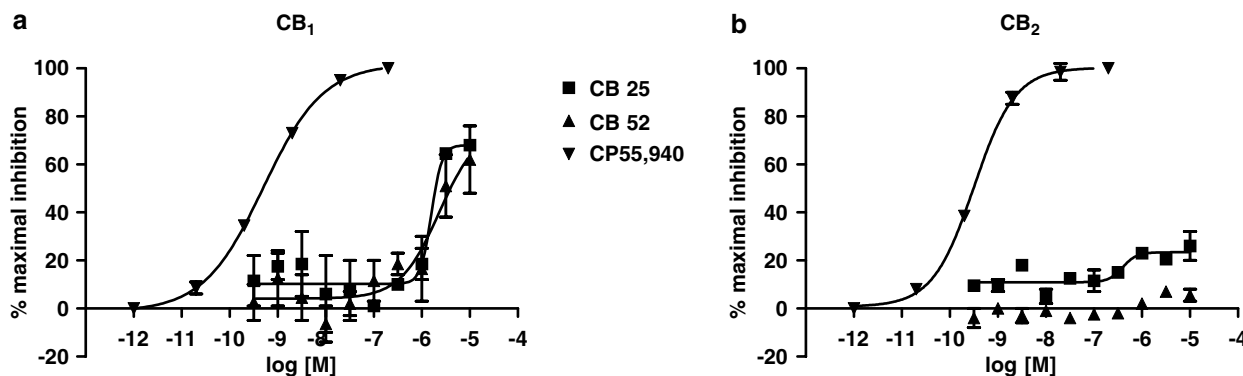 a
CB1
% maximal inhibition
100
80
60
40
20
0
-20
-12 -11 -10 -9 -8 -7 -6 -5 -4
log [M]
CB 25
CB 52
CP55,940
b
CB2
% maximal inhibition
100
80
60
40
20
0
-20
-12 -11 -10 -9 -8 -7 -6 -5 -4
log [M]